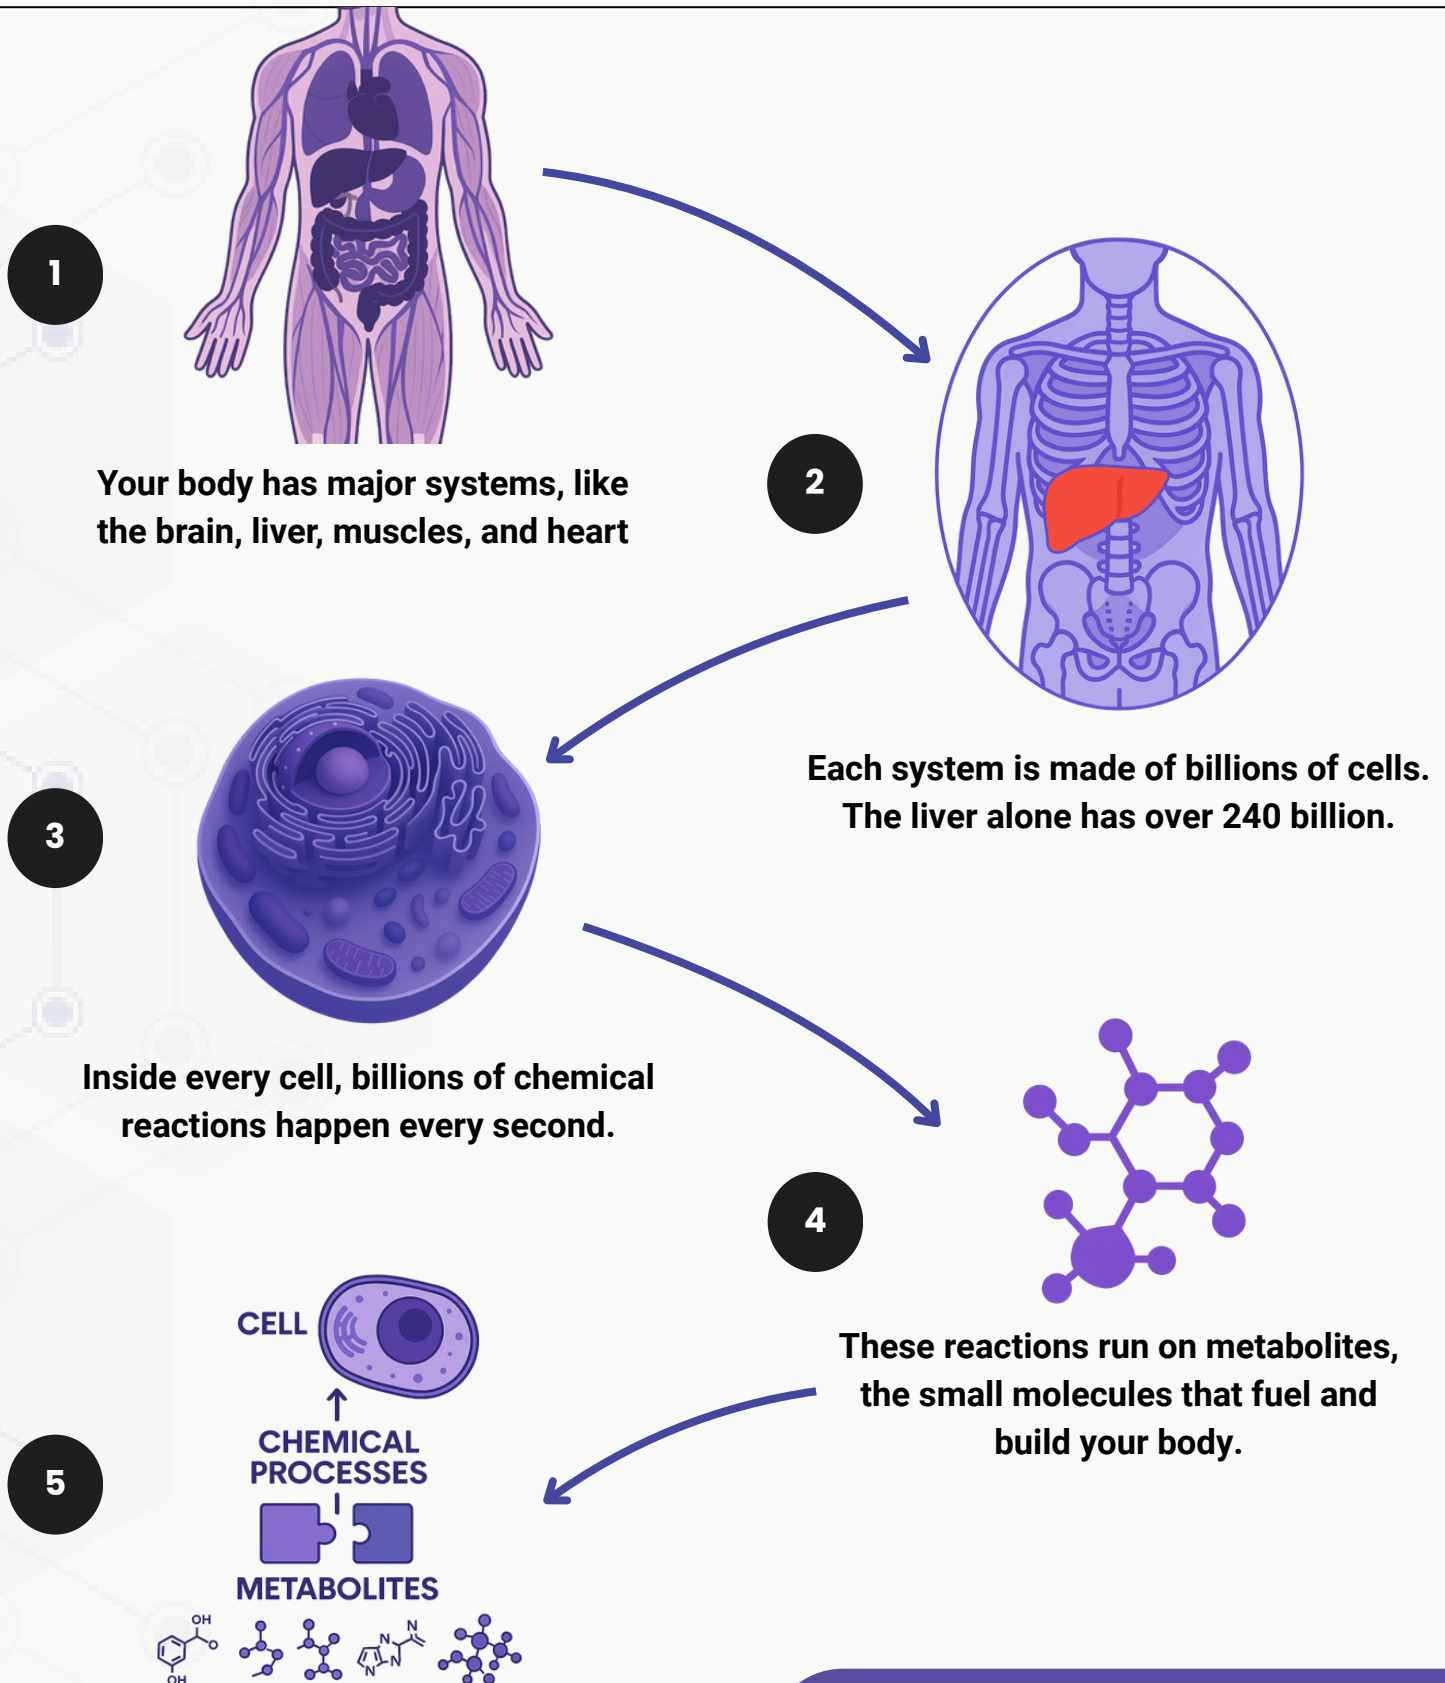 1
Your body has major systems, like
the brain, liver, muscles, and heart
2
Each system is made of billions of cells.
The liver alone has over 240 billion.
3
Inside every cell, billions of chemical
reactions happen every second.
4
These reactions run on metabolites,
the small molecules that fuel and
build your body.
5
CELL
CHEMICAL
PROCESSES
METABOLITES
OH
O
OH
N
N
N
N